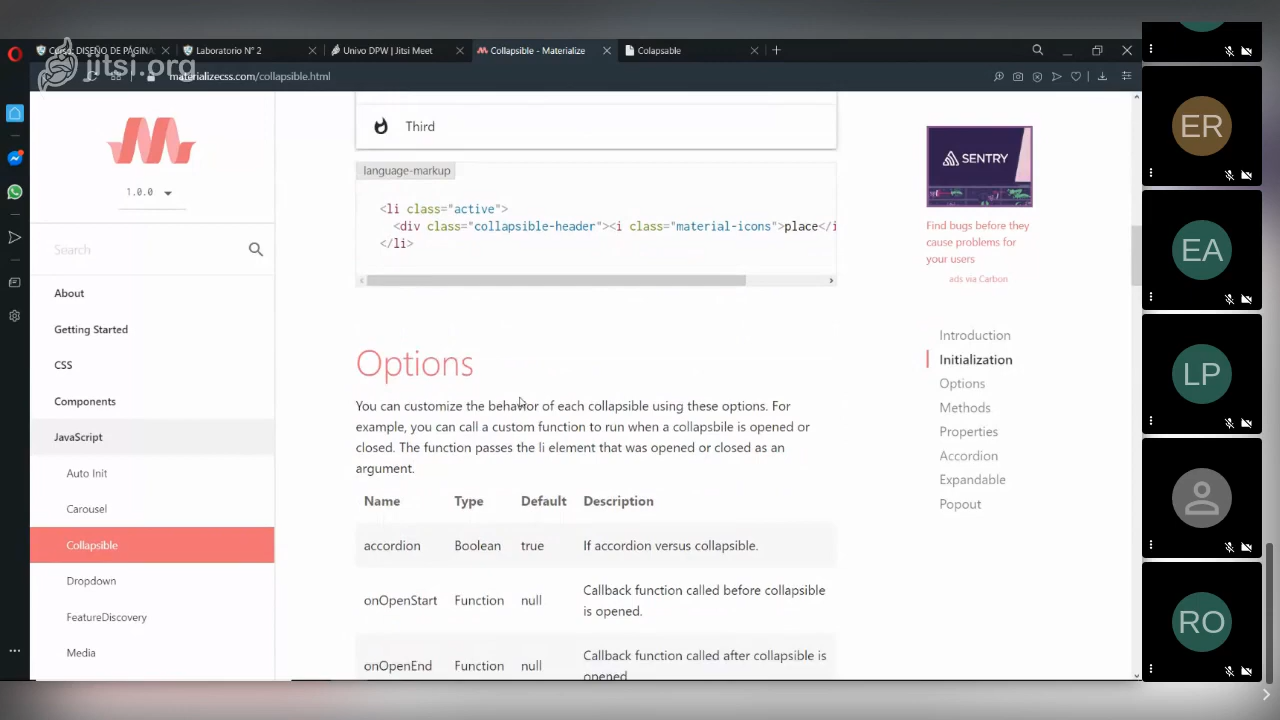 Curso: DISEÑO DE PÁGINA
Laboratorio N° 2
Univo DPW | Jitsi Meet
Collapsible - Materialize
Colapsable
jitsi.org
materializecss.com/collapsible.html
1.0.0
Search
About
Getting Started
CSS
Components
JavaScript
Auto Init
Carousel
Collapsible
Dropdown
FeatureDiscovery
Media
Third
language-markup
<li class="active">
<div class="collapsible-header"><i class="material-icons">place</i
</li>
Options
You can customize the behavior of each collapsible using these options. For
example, you can call a custom function to run when a collapsbile is opened or
closed. The function passes the li element that was opened or closed as an
argument.
Name Type Default Description
accordion Boolean true If accordion versus collapsible.
onOpenStart Function null Callback function called before collapsible
is opened.
onOpenEnd Function null Callback function called after collapsible is
opened
SENTRY
Find bugs before they
cause problems for
your users
ads via Carbon
Introduction
Initialization
Options
Methods
Properties
Accordion
Expandable
Popout
ER
EA
LP
RO